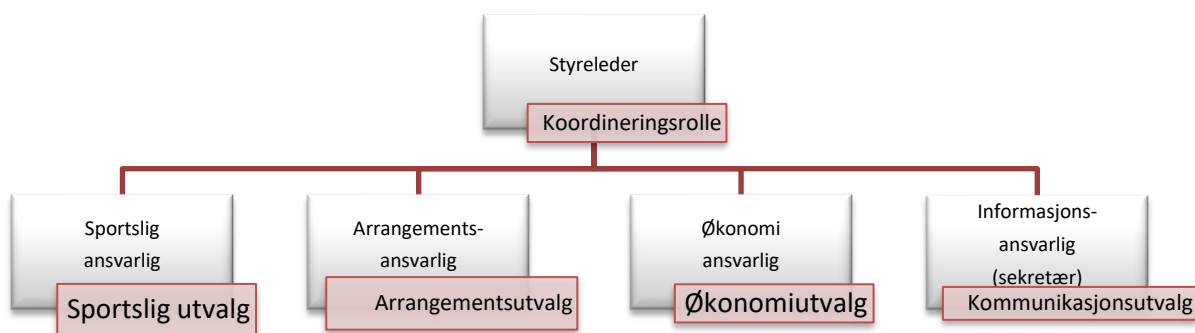 Styreleder
Koordineringsrolle
Sportslig
ansvarlig
Sportslig utvalg
Arrangements-
ansvarlig
Arrangementsutvalg
Økonomi
ansvarlig
Økonomiutvalg
Informasjons-
ansvarlig
(sekretær)
Kommunikasjonsutvalg